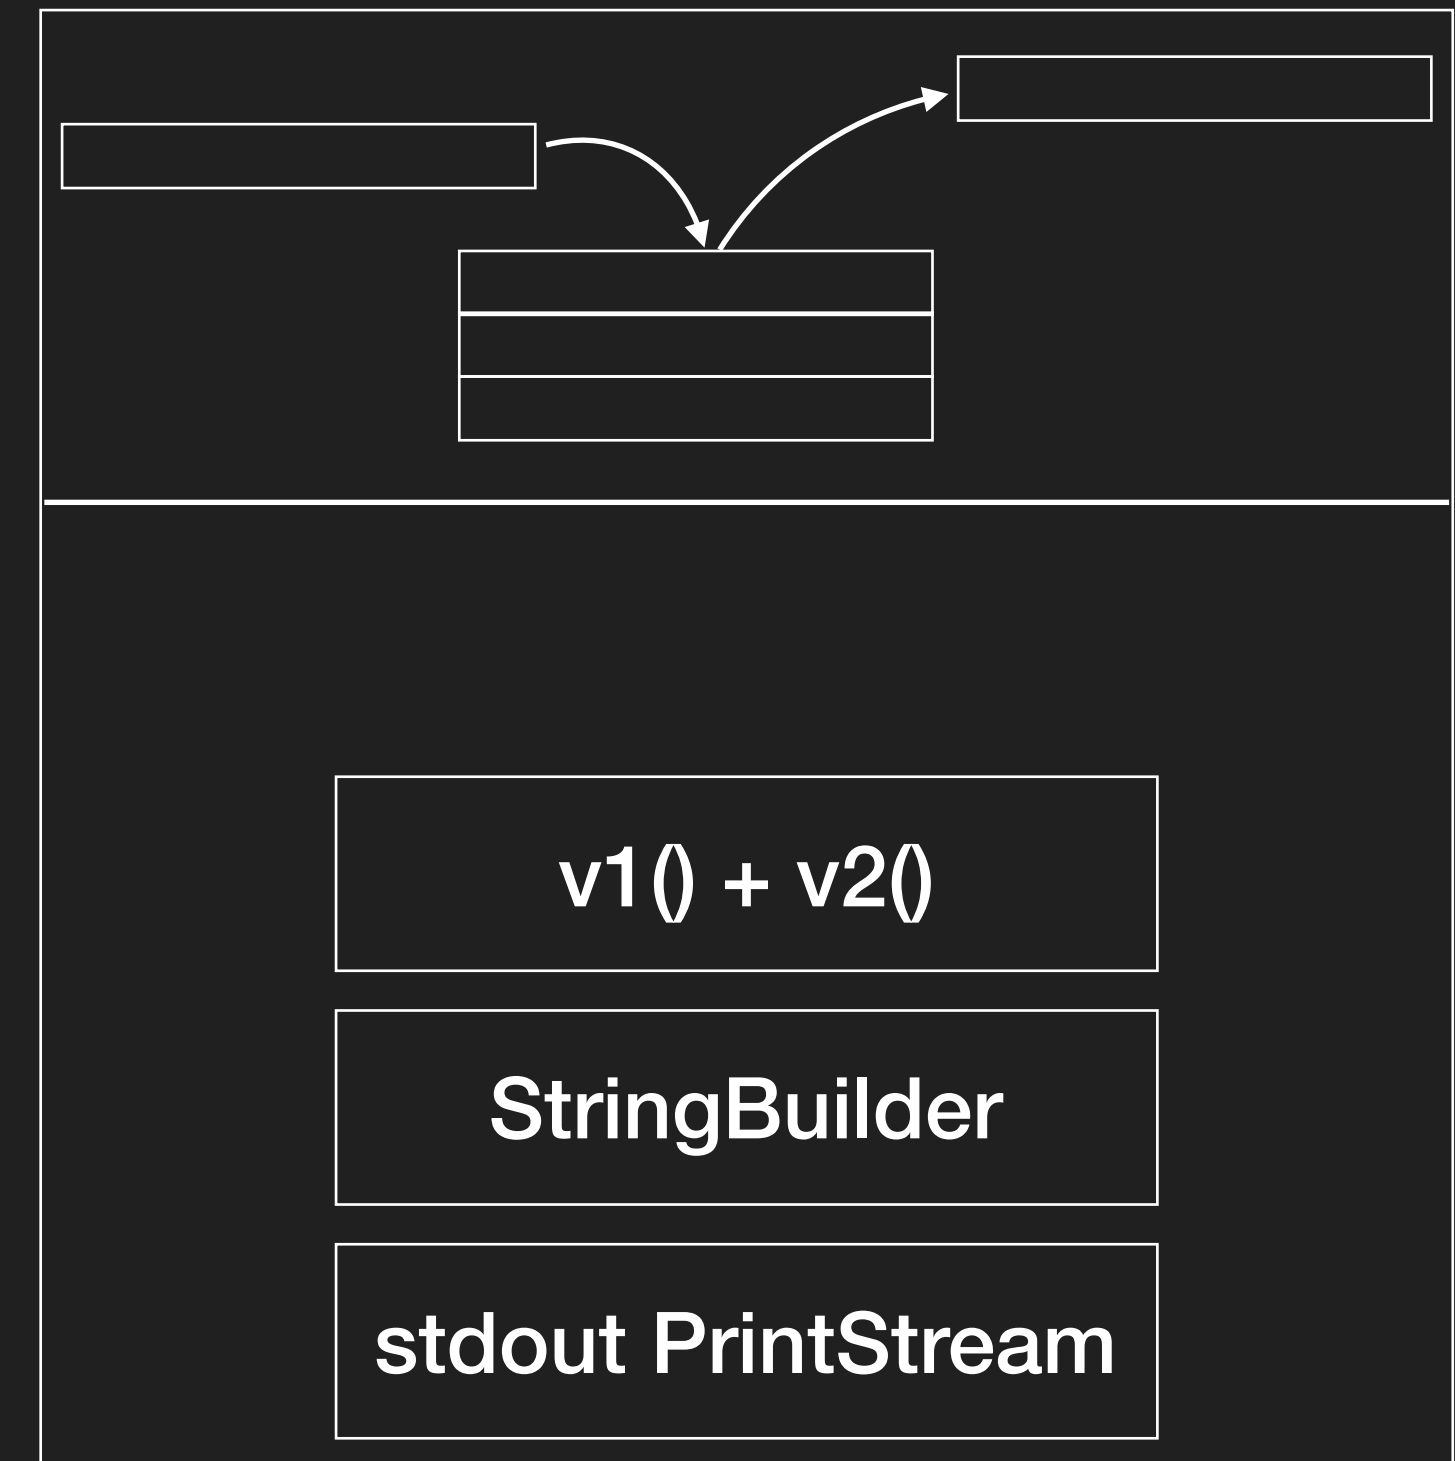 v1() + v2()
StringBuilder
stdout PrintStream